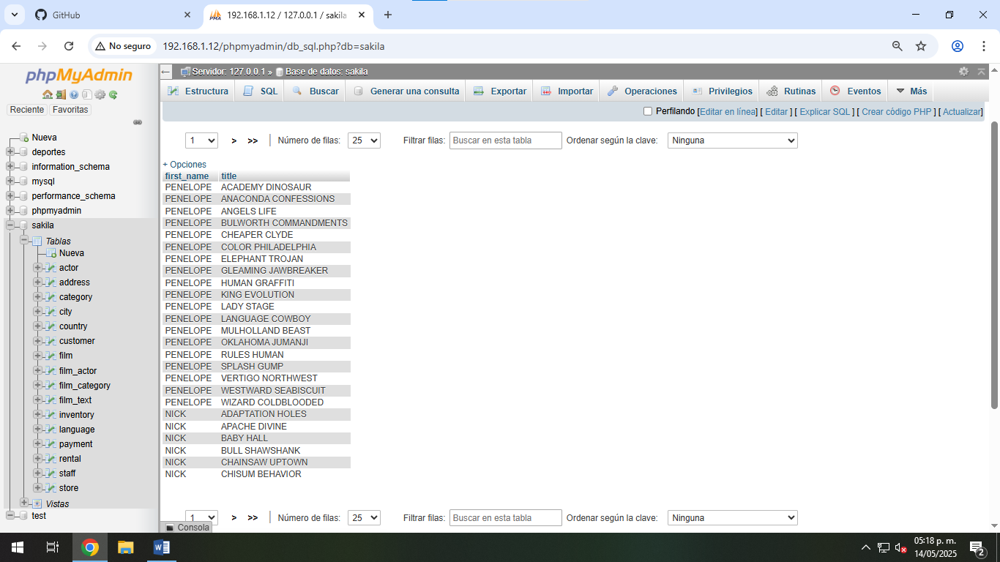 GitHub
192.168.1.12 / 127.0.0.1 / sakila
No seguro
192.168.1.12/phpmyadmin/db_sql.php?db=sakila
phpMyAdmin
Reciente Favoritas
Nueva
deportes
information_schema
mysql
performance_schema
phpmyadmin
sakila
Tablas
Nueva
actor
address
category
city
country
customer
film
film_actor
film_category
film_text
inventory
language
payment
rental
staff
store
Vistas
test
Servidor: 127.0.0.1 » Base de datos: sakila
Estructura SQL Buscar Generar una consulta Exportar Importar Operaciones Privilegios Rutinas Eventos Más
Perfilando [Editar en línea] [ Editar ] [ Explicar SQL ] [ Crear código PHP ] [ Actualizar]
1 > >> Número de filas: 25 Filtrar filas: Buscar en esta tabla Ordenar según la clave: Ninguna
+ Opciones
first_name title
PENELOPE ACADEMY DINOSAUR
PENELOPE ANACONDA CONFESSIONS
PENELOPE ANGELS LIFE
PENELOPE BULWORTH COMMANDMENTS
PENELOPE CHEAPER CLYDE
PENELOPE COLOR PHILADELPHIA
PENELOPE ELEPHANT TROJAN
PENELOPE GLEAMING JAWBREAKER
PENELOPE HUMAN GRAFFITI
PENELOPE KING EVOLUTION
PENELOPE LADY STAGE
PENELOPE LANGUAGE COWBOY
PENELOPE MULHOLLAND BEAST
PENELOPE OKLAHOMA JUMANJI
PENELOPE RULES HUMAN
PENELOPE SPLASH GUMP
PENELOPE VERTIGO NORTHWEST
PENELOPE WESTWARD SEABISCUIT
PENELOPE WIZARD COLDBLOODED
NICK ADAPTATION HOLES
NICK APACHE DIVINE
NICK BABY HALL
NICK BULL SHAWSHANK
NICK CHAINSAW UPTOWN
NICK CHISUM BEHAVIOR
1 > >> Número de filas: 25 Filtrar filas: Buscar en esta tabla Ordenar según la clave: Ninguna
Consola
05:18 p. m.
14/05/2025
2